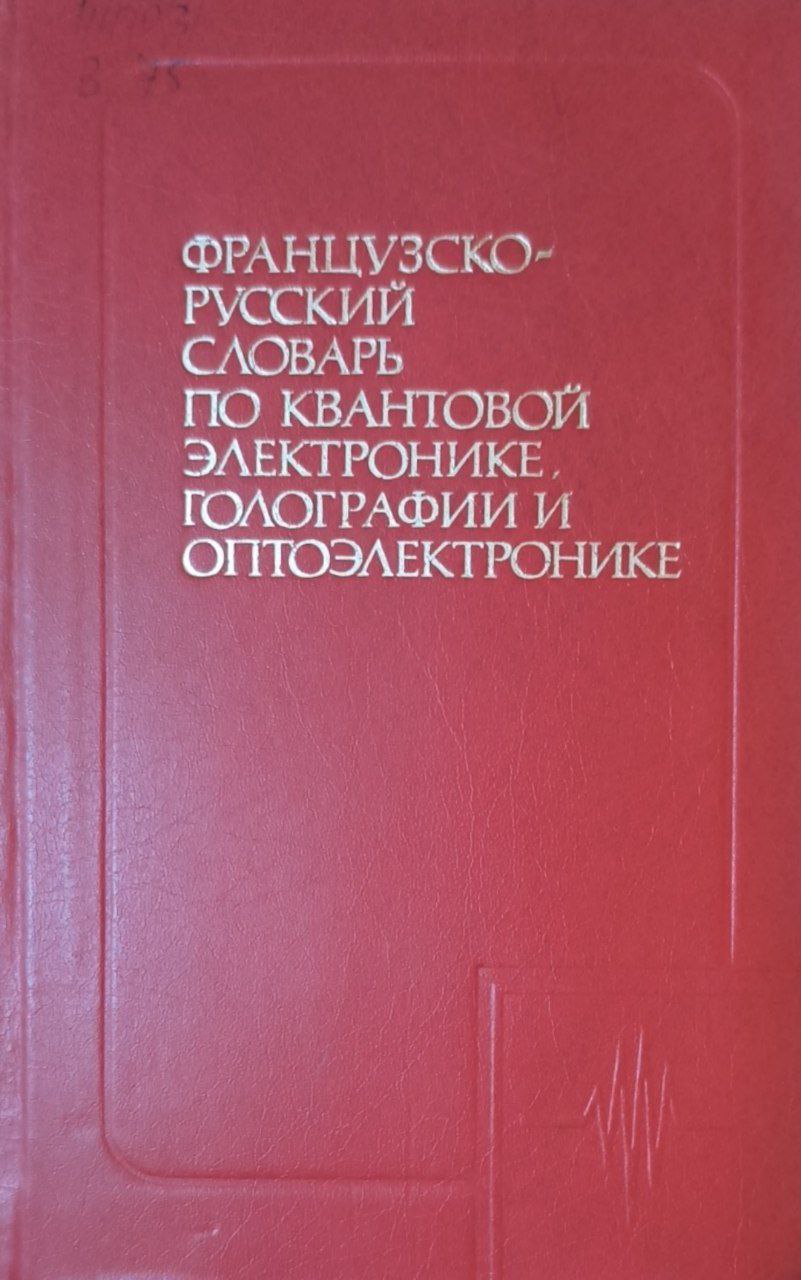 ФРАНЦУЗСКО-
РУССКИЙ
СЛОВАРЬ
ПО КВАНТОВОЙ
ЭЛЕКТРОНИКЕ,
ГОЛОГРАФИИ И
ОПТОЭЛЕКТРОНИКЕ